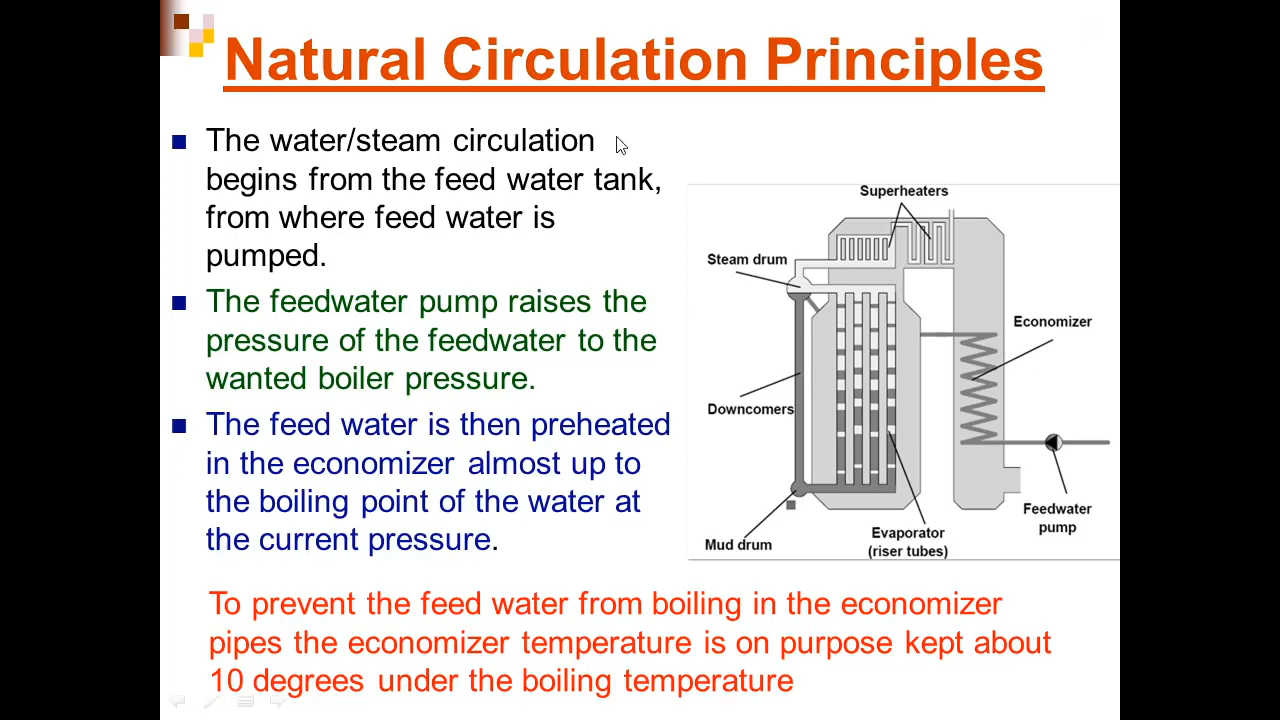 Natural Circulation Principles
The water/steam circulation
begins from the feed water tank,
from where feed water is
pumped.
The feedwater pump raises the
pressure of the feedwater to the
wanted boiler pressure.
The feed water is then preheated
in the economizer almost up to
the boiling point of the water at
the current pressure.
Superheaters
Steam drum
Economizer
Downcomers
Feedwater
pump
Evaporator
(riser tubes)
Mud drum
To prevent the feed water from boiling in the economizer
pipes the economizer temperature is on purpose kept about
10 degrees under the boiling temperature